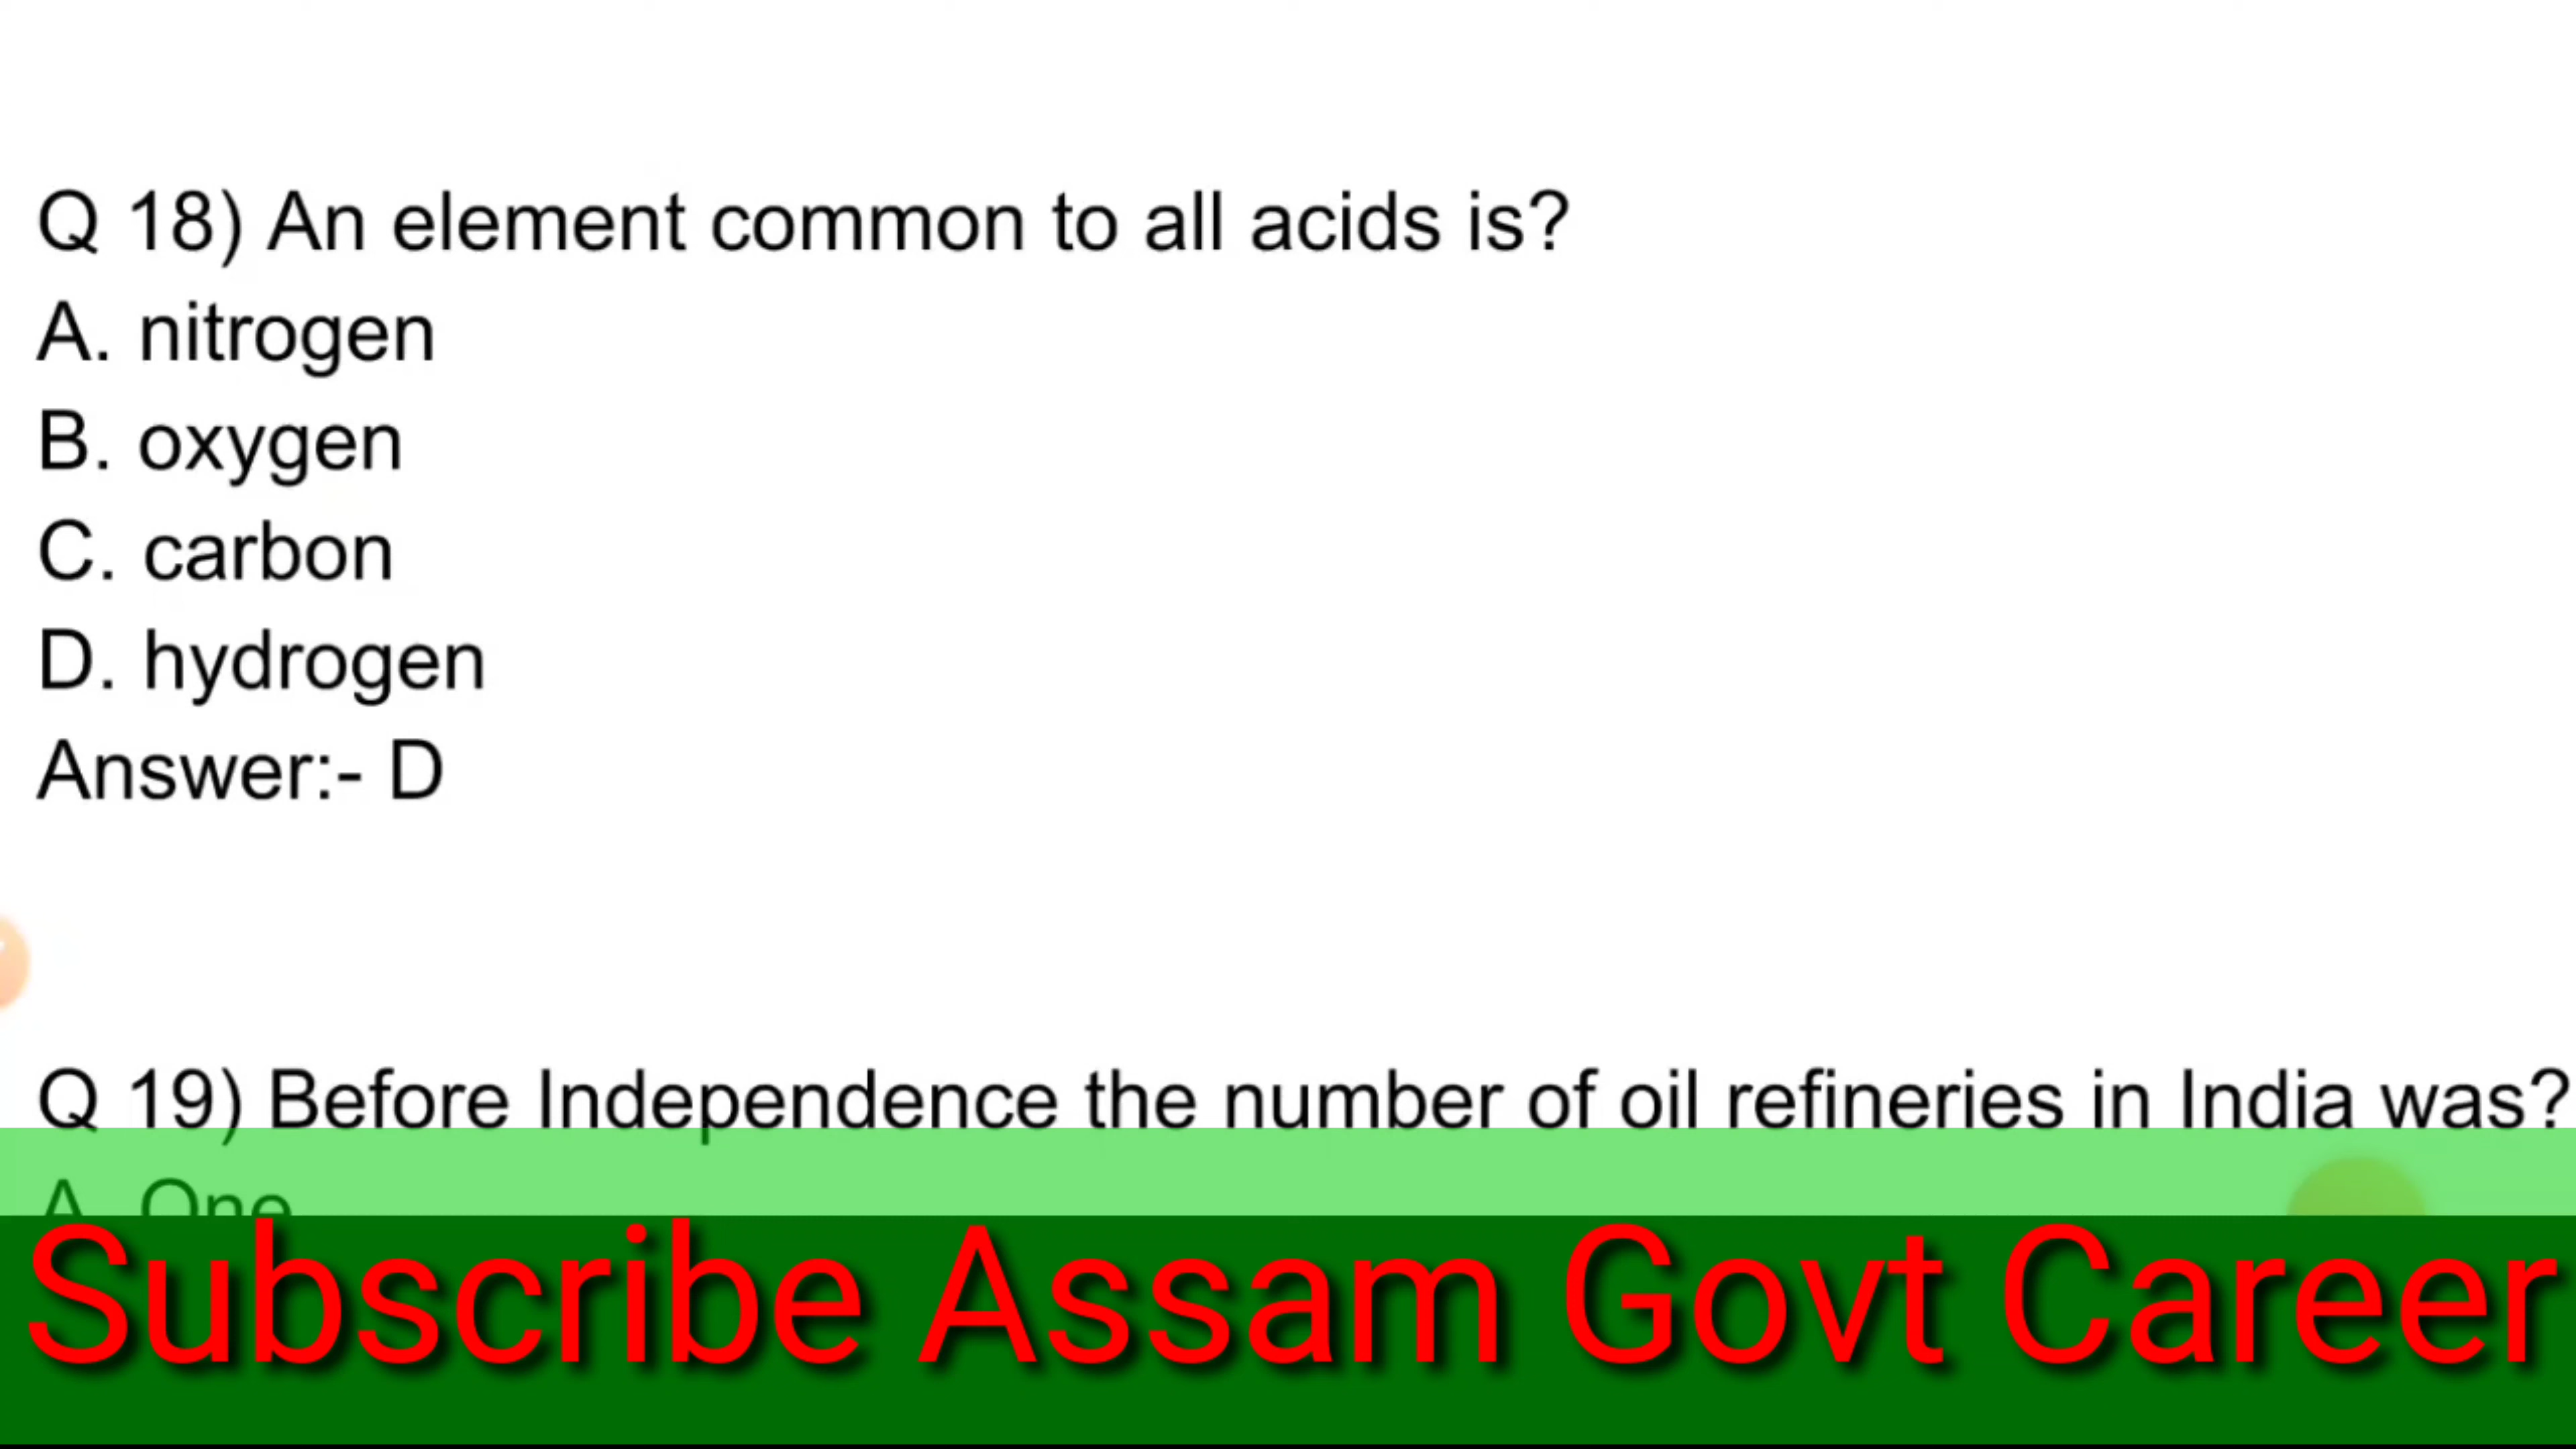 Q 18) An element common to all acids is?
A. nitrogen
B. oxygen
C. carbon
D. hydrogen
Answer:- D
Q 19) Before Independence the number of oil refineries in India was?
A. One
Subscribe Assam Govt Career